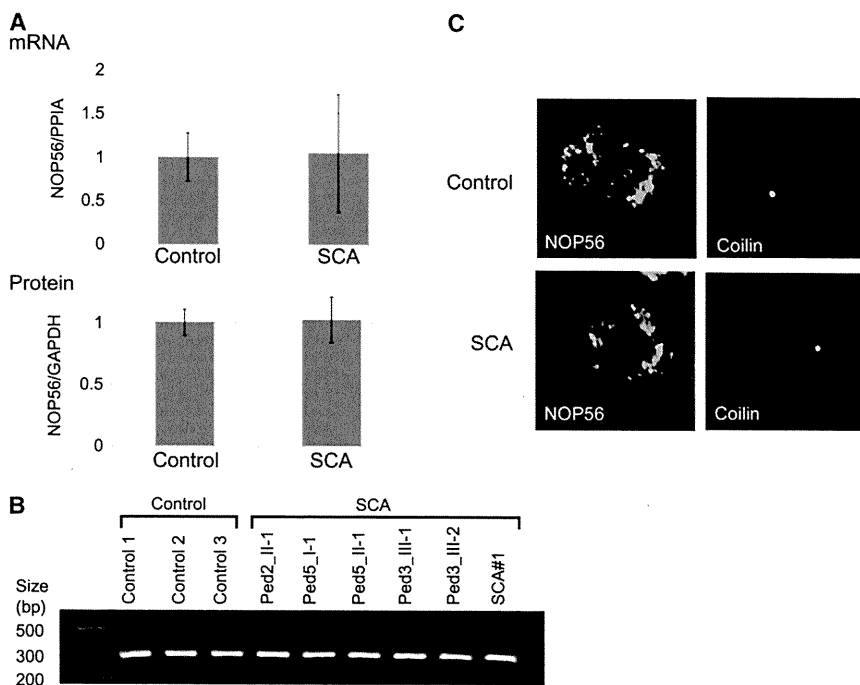 A
mRNA
NOP56/PPIA
2
1.5
1
0.5
0
Control
SCA
Protein
NOP56/GAPDH
1
0.5
0
Control
SCA
C
Control
NOP56
Coilin
SCA
NOP56
Coilin
B
Control
SCA
Control 1
Control 2
Control 3
Ped2_II-1
Ped5_I-1
Ped5_II-1
Ped3_III-1
Ped3_III-2
SCA#1
Size
(bp)
500
300
200